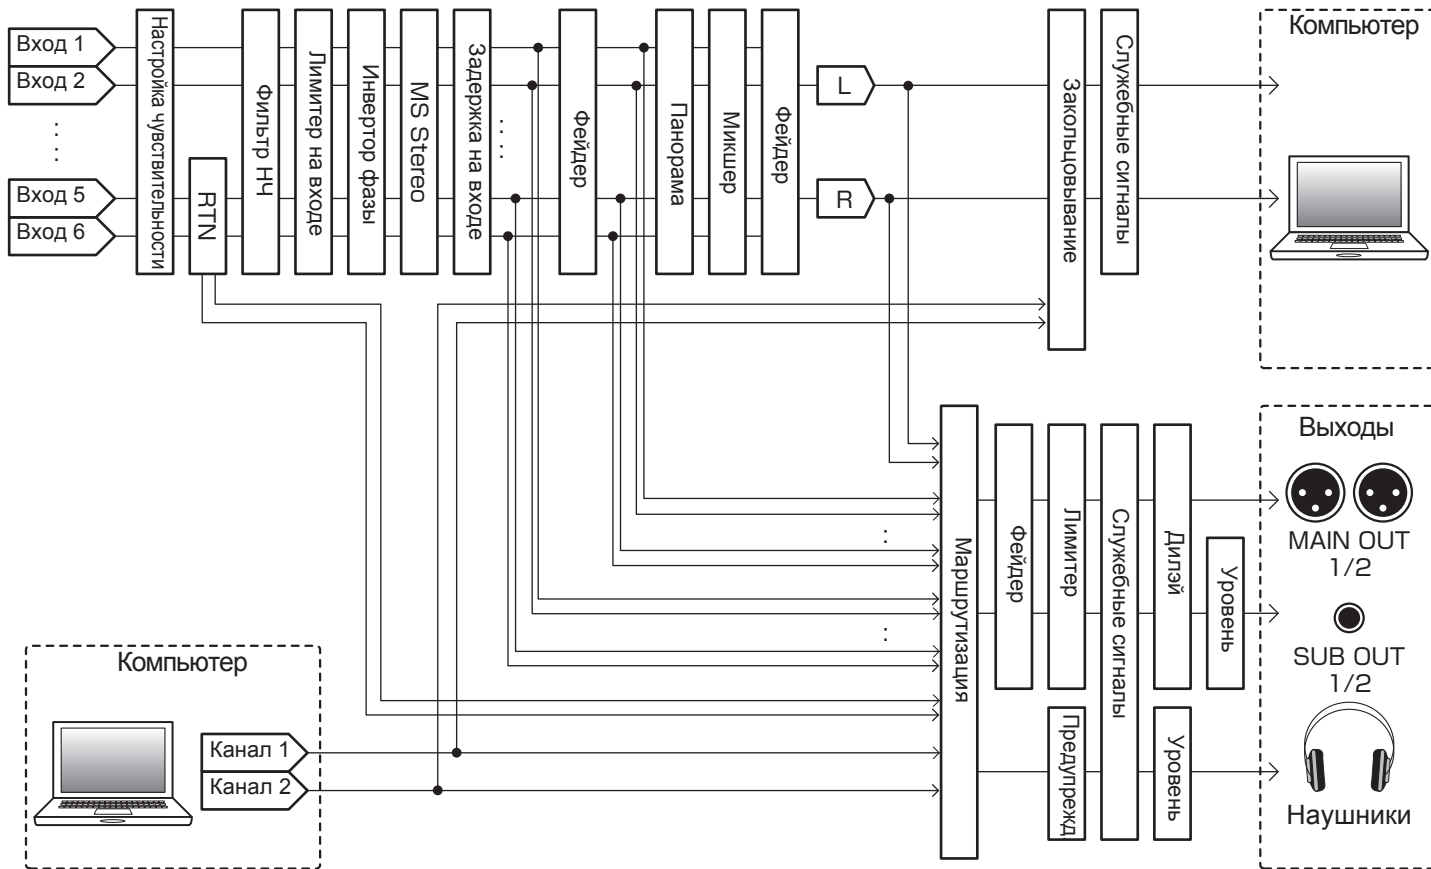 Вход 1
Вход 2
Вход 5
Вход 6
Настройка чувствительности
RTN
Фильтр НЧ
Лимитер на входе
Инвертор фазы
MS Stereo
Задержка на входе
Фейдер
Панорама
Микшер
Фейдер
L
R
Закольцовывание
Служебные сигналы
Компьютер
Маршрутизация
Фейдер
Лимитер
Предупрежд
Служебные сигналы
Дилэй
Уровень
Уровень
Выходы
MAIN OUT
1/2
SUB OUT
1/2
Наушники
Компьютер
Канал 1
Канал 2